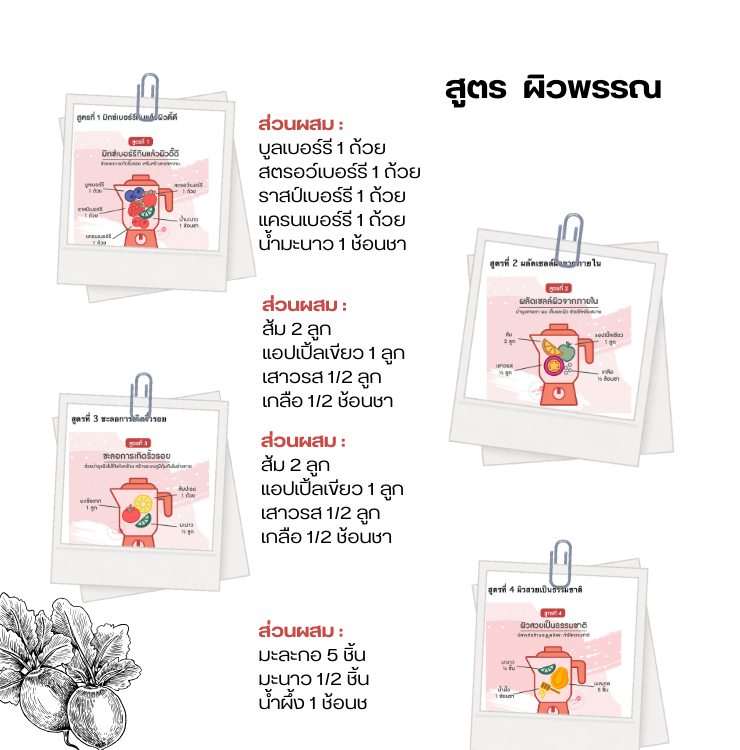 สูตร ผิวพรรณ
สูตรที่ 1 มิกซ์เบอร์รีกินแล้วผิวดี๊ดี
สูตรที่ 1
มิกซ์เบอร์รีกินแล้วผิวดี๊ดี
บูลเบอร์รี
1 ถ้วย
สตรอว์เบอร์รี
1 ถ้วย
ราสป์เบอร์รี
1 ถ้วย
น้ำมะนาว
1 ช้อนชา
แครนเบอร์รี
1 ถ้วย
ส่วนผสม :
บูลเบอร์รี 1 ถ้วย
สตรอว์เบอร์รี 1 ถ้วย
ราสป์เบอร์รี 1 ถ้วย
แครนเบอร์รี 1 ถ้วย
น้ำมะนาว 1 ช้อนชา
สูตรที่ 2 ผลัดเซลล์ผิวจากภายใน
สูตรที่ 2
ผลัดเซลล์ผิวจากภายใน
ส้ม
2 ลูก
แอปเปิ้ลเขียว
1 ลูก
เสาวรส
½ ลูก
เกลือ
½ ช้อนชา
ส่วนผสม :
ส้ม 2 ลูก
แอปเปิ้ลเขียว 1 ลูก
เสาวรส 1/2 ลูก
เกลือ 1/2 ช้อนชา
สูตรที่ 3 ชะลอการเกิดริ้วรอย
สูตรที่ 3
ชะลอการเกิดริ้วรอย
มะเขือเทศ
1 ลูก
สับปะรด
1 ถ้วย
มะนาว
½ ลูก
ส่วนผสม :
ส้ม 2 ลูก
แอปเปิ้ลเขียว 1 ลูก
เสาวรส 1/2 ลูก
เกลือ 1/2 ช้อนชา
สูตรที่ 4 ผิวสวยเป็นธรรมชาติ
สูตรที่ 4
ผิวสวยเป็นธรรมชาติ
มะนาว
½ ชิ้น
มะละกอ
5 ชิ้น
น้ำผึ้ง
1 ช้อนชา
ส่วนผสม :
มะละกอ 5 ชิ้น
มะนาว 1/2 ชิ้น
น้ำผึ้ง 1 ช้อนช